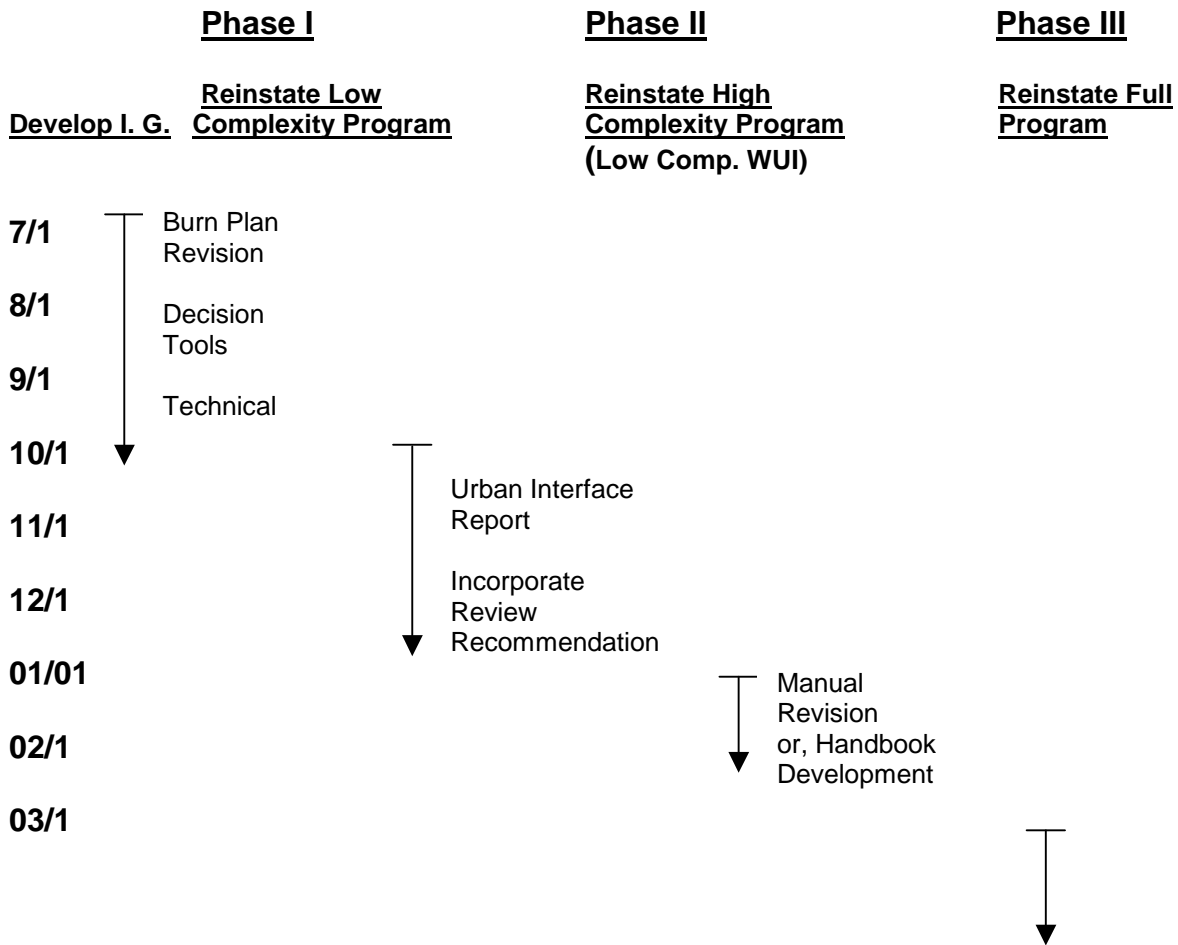 Phase I Phase II Phase III
Reinstate Low Reinstate High Reinstate Full
Develop I. G. Complexity Program Complexity Program Program
(Low Comp. WUI)
7/1
Burn Plan
Revision
8/1
Decision
Tools
9/1
Technical
10/1
Urban Interface
Report
11/1
Incorporate
12/1
Review
Recommendation
01/01
Manual
Revision
02/1
or, Handbook
Development
03/1